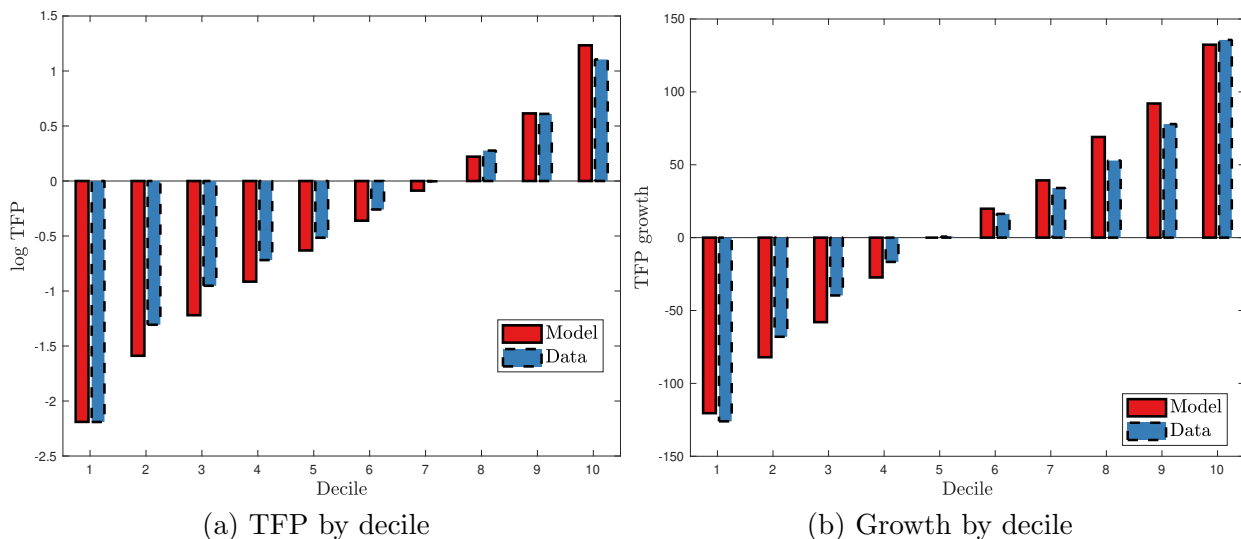 1.5
1
0.5
0
-0.5
-1
-1.5
-2
-2.5
log TFP
1 2 3 4 5 6 7 8 9 10
Decile
Model
Data
(a) TFP by decile
150
100
50
0
-50
-100
-150
TFP growth
1 2 3 4 5 6 7 8 9 10
Decile
Model
Data
(b) Growth by decile